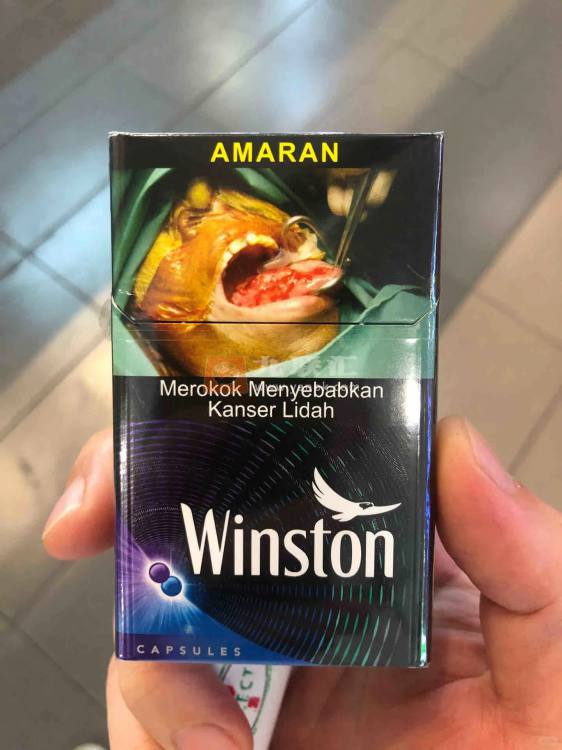 AMARAN
Merokok Menyebabkan
Kanser Lidah
Winston
CAPSULES